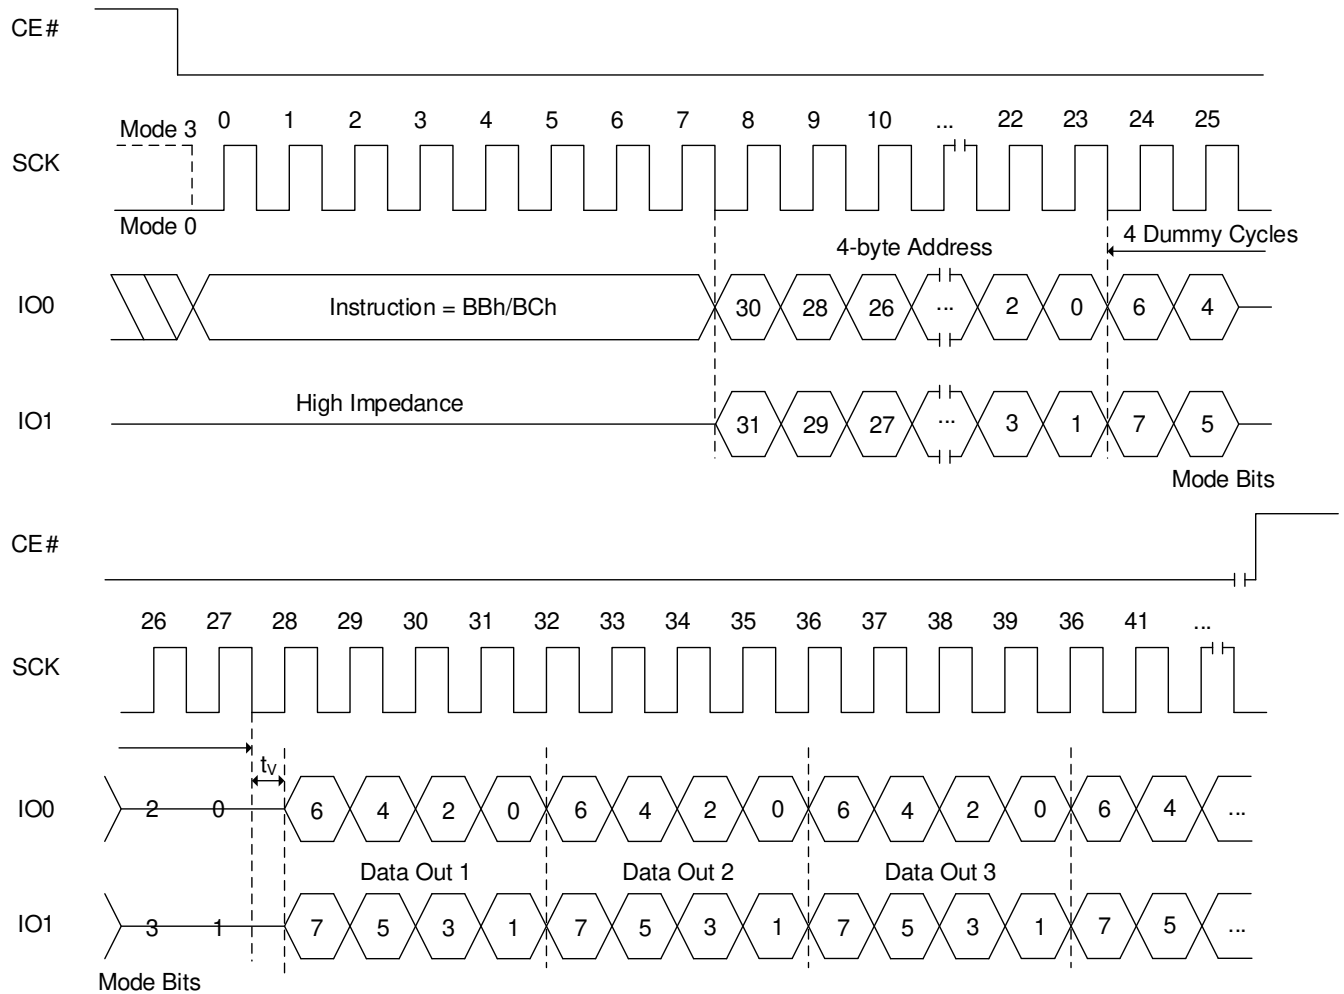 CE#
Mode 3 0 1 2 3 4 5 6 7 8 9 10 ... 22 23 24 25
SCK
Mode 0
4-byte Address 4 Dummy Cycles
IO0 Instruction = BBh/BCh 30 28 26 ... 2 0 6 4
IO1 High Impedance 31 29 27 ... 3 1 7 5
Mode Bits
CE#
26 27 28 29 30 31 32 33 34 35 36 37 38 39 36 41 ...
SCK
tV
IO0 2 0 6 4 2 0 6 4 2 0 6 4 2 0 6 4 ...
Data Out 1 Data Out 2 Data Out 3
IO1 3 1 7 5 3 1 7 5 3 1 7 5 3 1 7 5 ...
Mode Bits